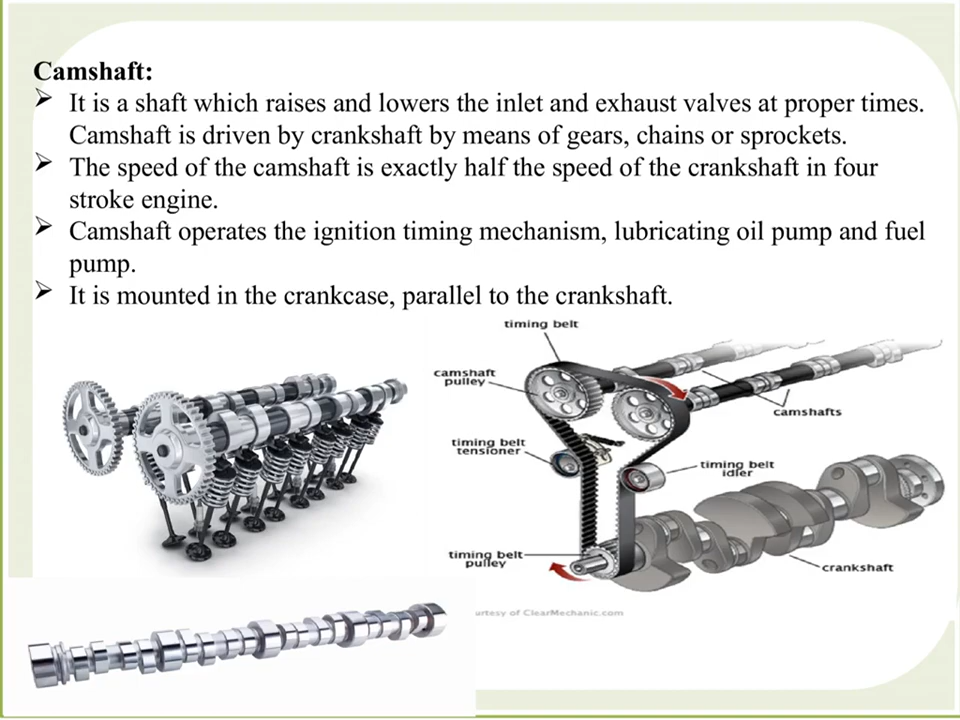 Camshaft:
➢ It is a shaft which raises and lowers the inlet and exhaust valves at proper times.
Camshaft is driven by crankshaft by means of gears, chains or sprockets.
➢ The speed of the camshaft is exactly half the speed of the crankshaft in four
stroke engine.
➢ Camshaft operates the ignition timing mechanism, lubricating oil pump and fuel
pump.
➢ It is mounted in the crankcase, parallel to the crankshaft.
timing belt
camshaft
pulley
camshafts
timing belt
tensioner
timing belt
idler
timing belt
pulley
crankshaft
urtesy of ClearMechanic.com